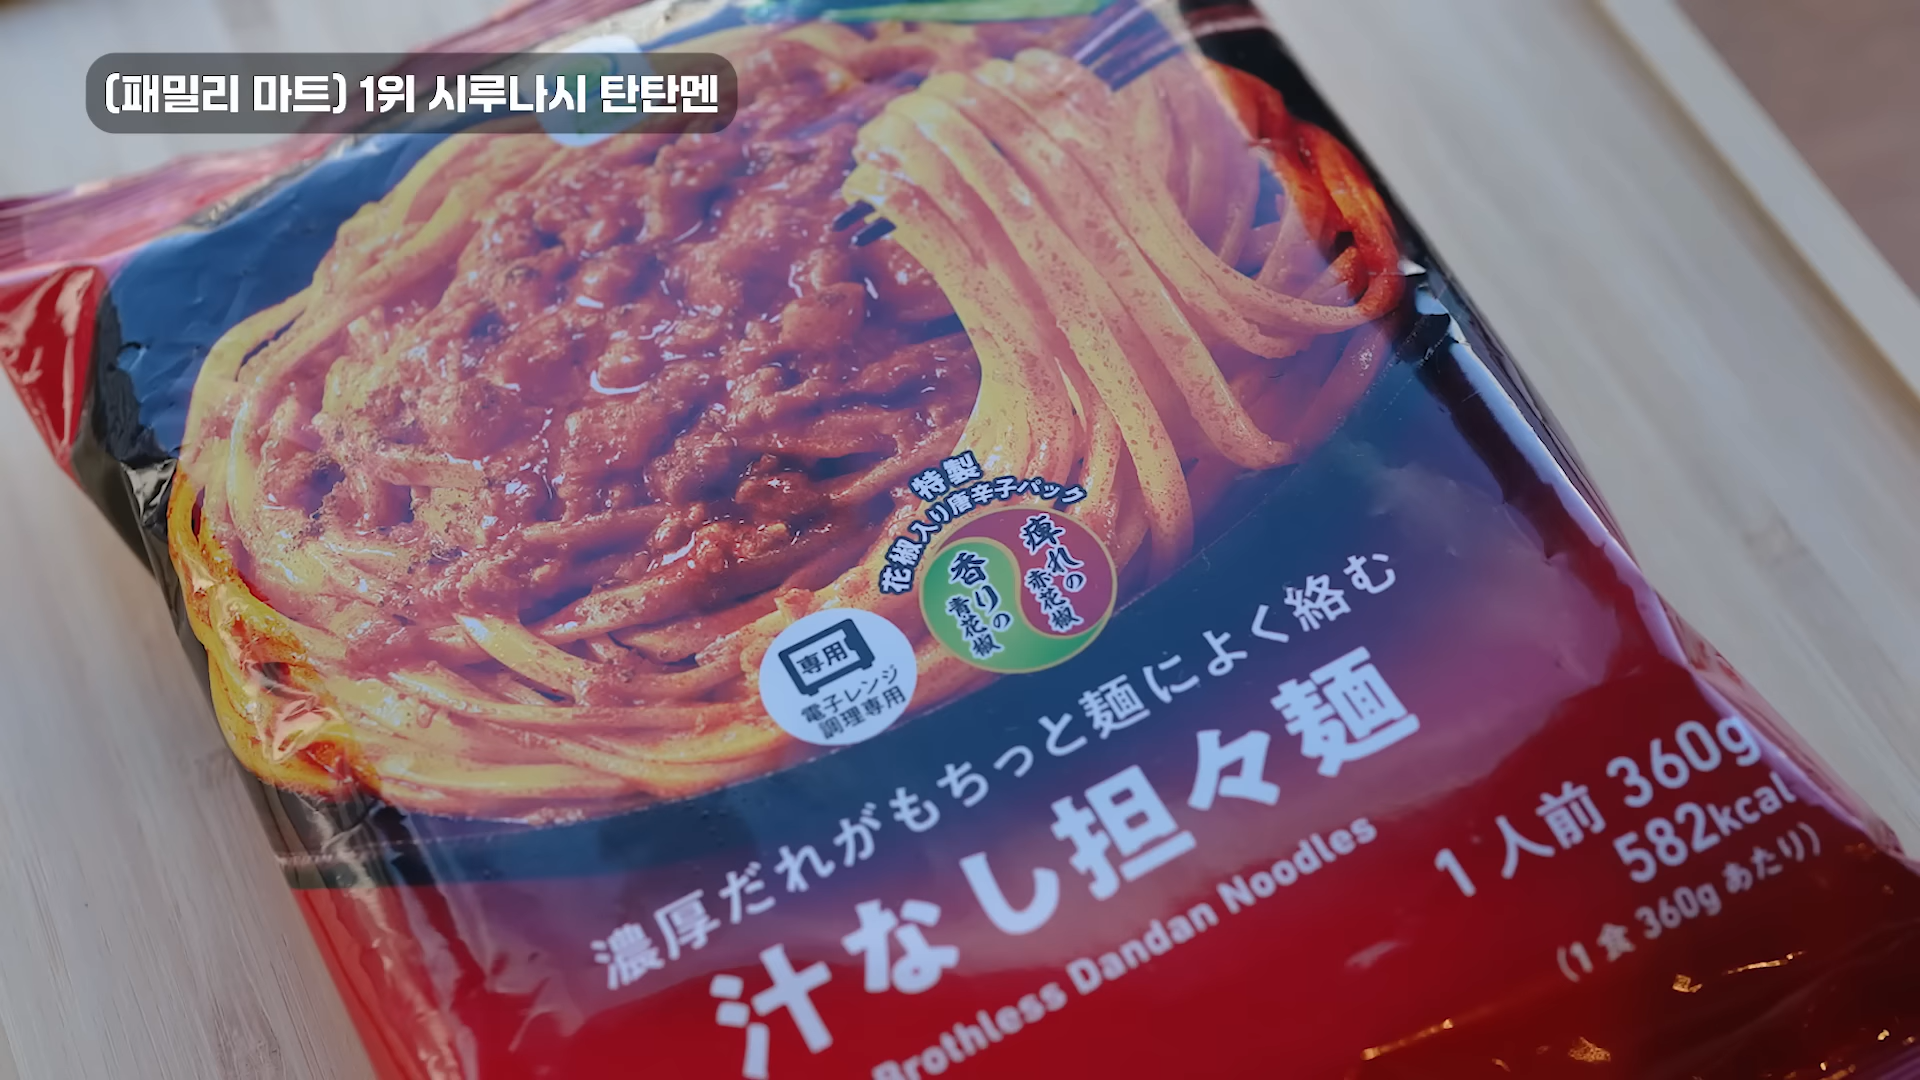 (패밀리 마트) 1위 시루나시 탄탄멘
特製
花椒入り唐辛子パック
香りの
青花椒
痺れの
赤花椒
専用
電子レンジ
調理専用
濃厚だれがもちっと麺によく絡む
汁なし担々麺
Brothless Dandan Noodles
1人前 360g
582kcal
(1食 360g あたり)